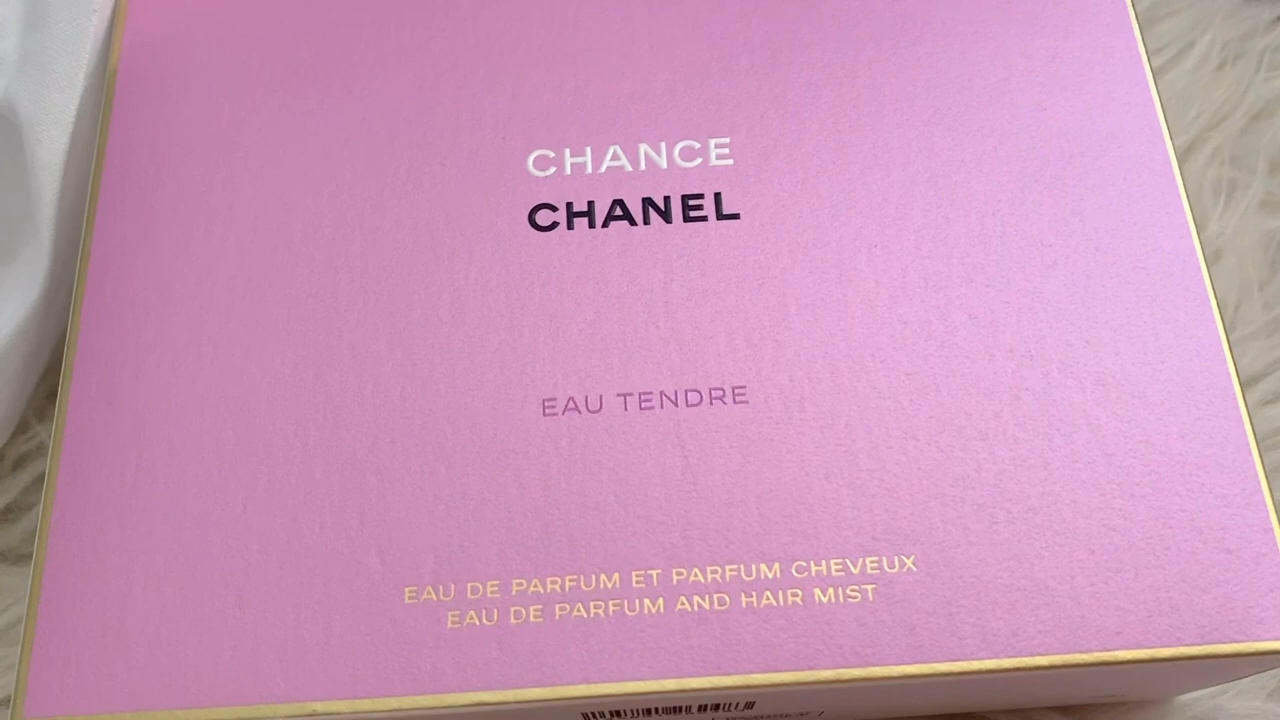 CHANCE
CHANEL
EAU TENDRE
EAU DE PARFUM ET PARFUM CHEVEUX
EAU DE PARFUM AND HAIR MIST